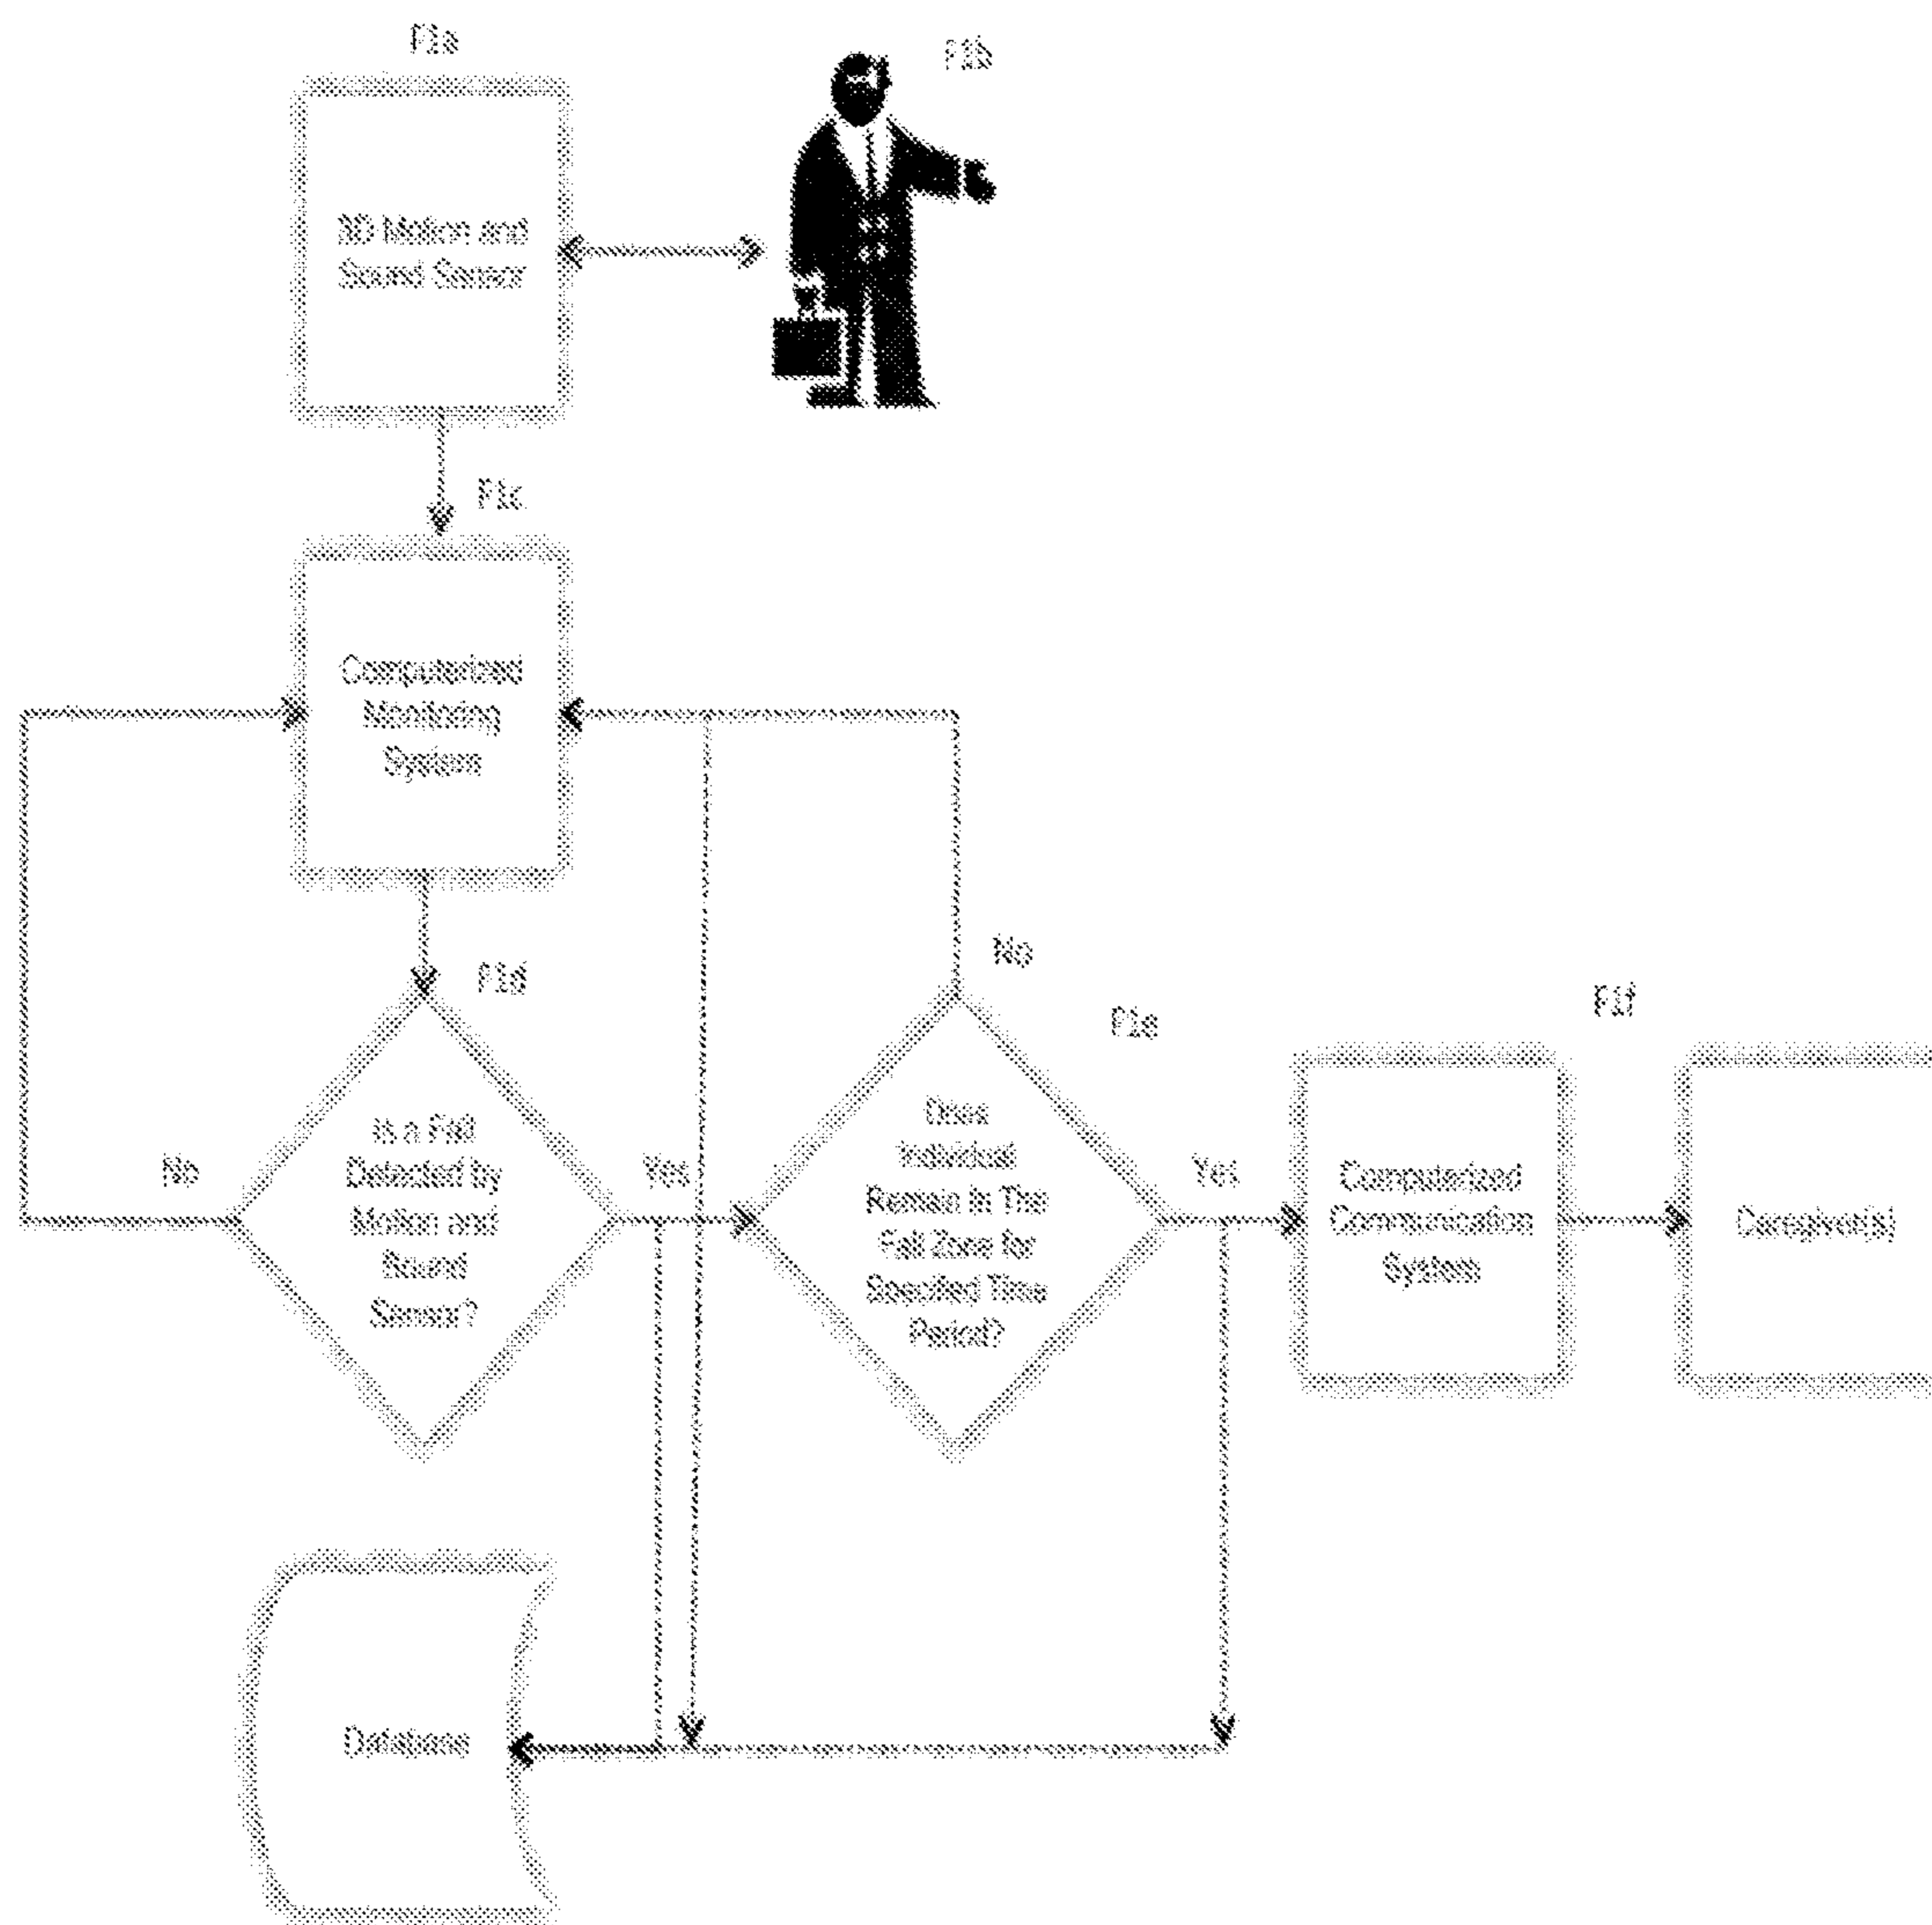 F1a
F1b
3D Motion and
Sound Sensor
F1c
Computerized
Monitoring
System
F1d
No
F1e
F1f
Is a Fall
Detected by
Motion and
Sound
Sensor?
No
Yes
Does
Individual
Remain in The
Fall Zone for
Specified Time
Period?
Yes
Computerized
Communication
System
Caregiver(s)
Database